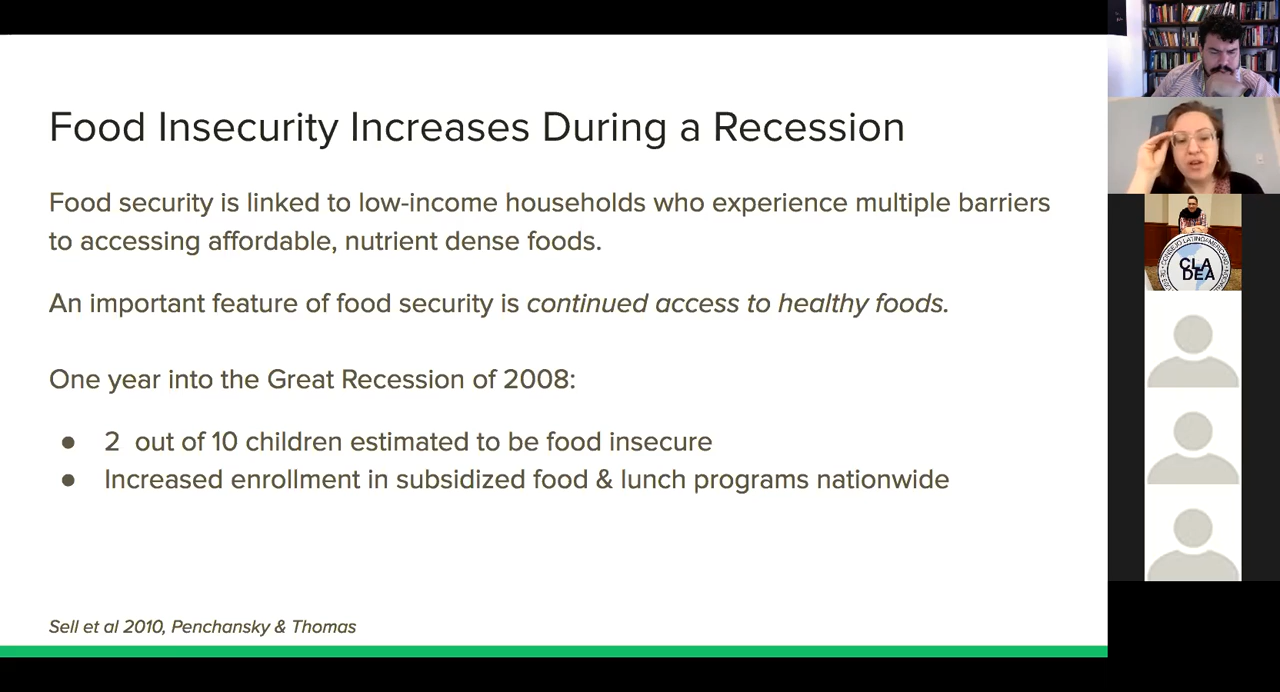 Food Insecurity Increases During a Recession
Food security is linked to low-income households who experience multiple barriers
to accessing affordable, nutrient dense foods.
An important feature of food security is continued access to healthy foods.
One year into the Great Recession of 2008:
● 2 out of 10 children estimated to be food insecure
● Increased enrollment in subsidized food & lunch programs nationwide
Sell et al 2010, Penchansky & Thomas
CONSEJO LATINOAMERICANO
CLA
DEA